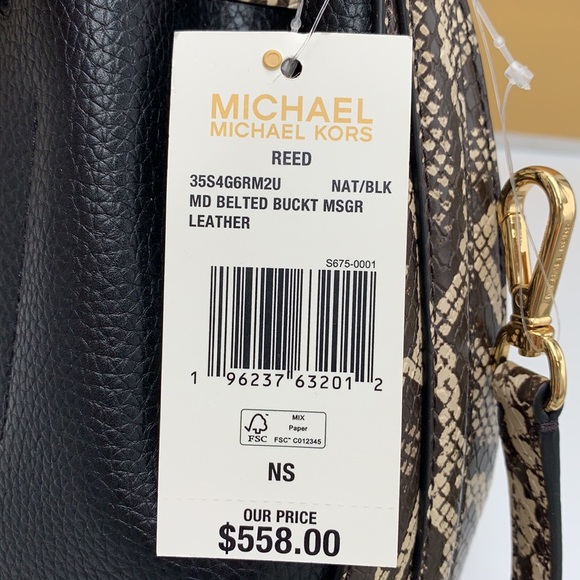 MICHAEL
MICHAEL KORS
REED
35S4G6RM2U NAT/BLK
MD BELTED BUCKT MSGR
LEATHER
S675-0001
1 96237 63201 2
FSC
MIX
Paper
FSC™ C012345
NS
OUR PRICE
$558.00